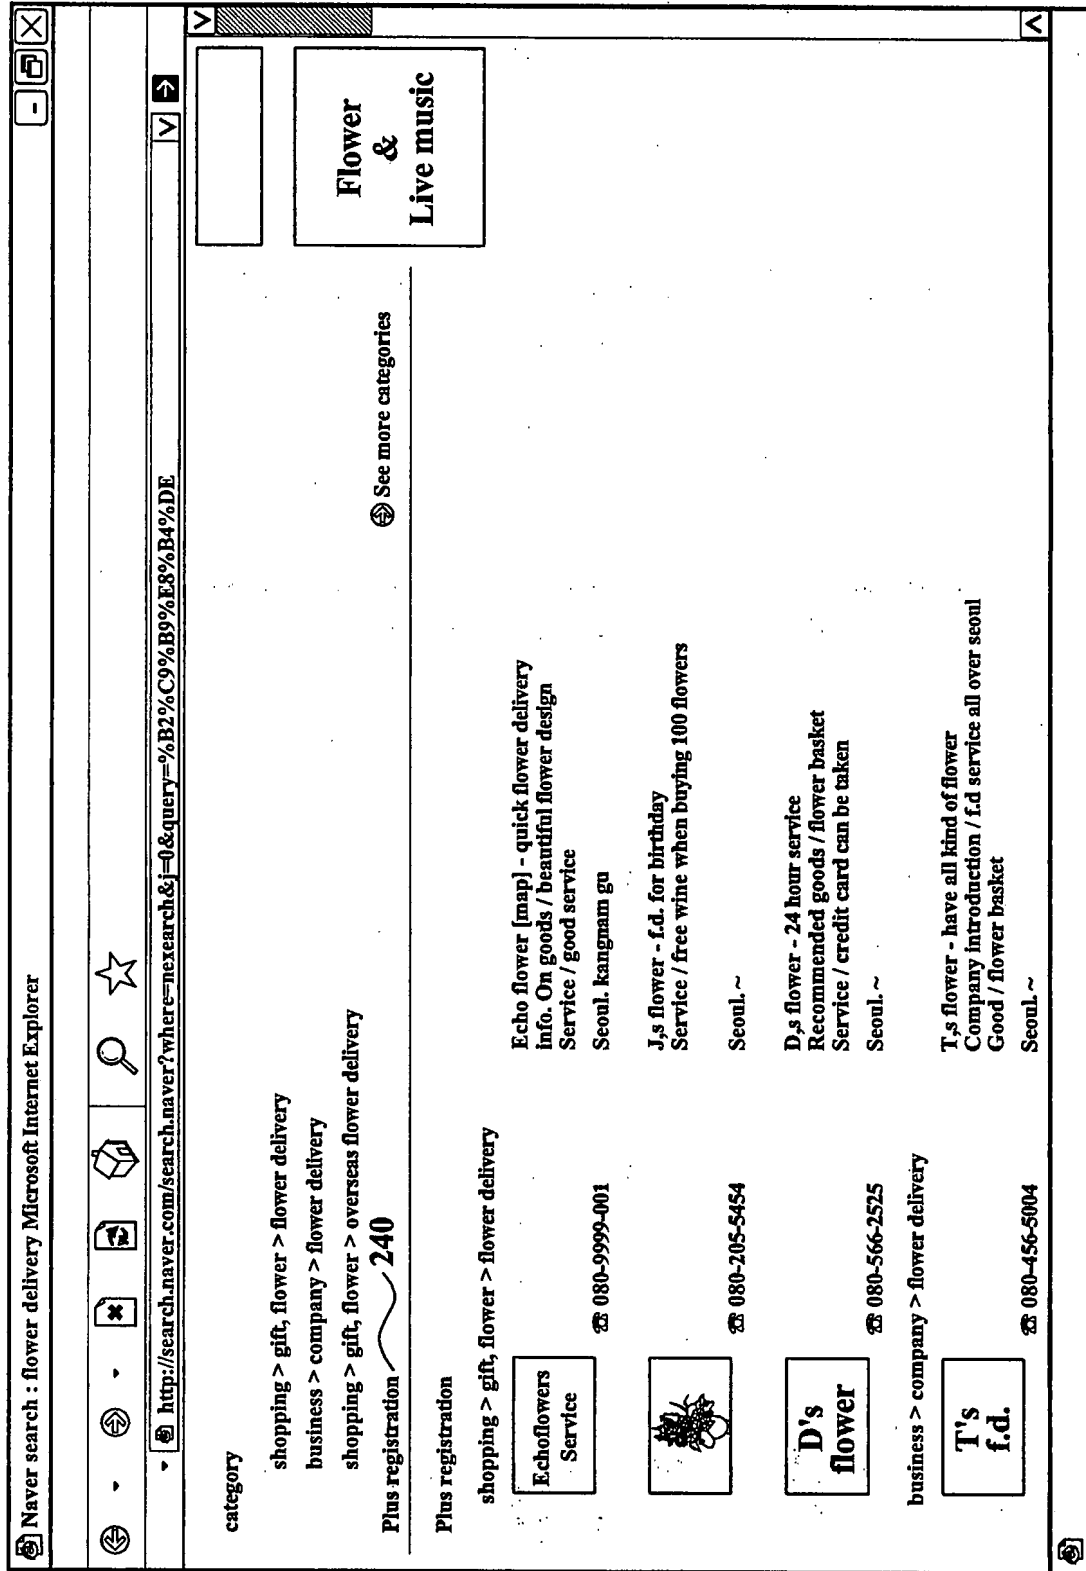 Naver search : flower delivery Microsoft Internet Explorer
http://search.naver.com/search.naver?where=nexearch&j=0&query=%B2%C9%B9%E8%B4%DE
category
shopping > gift, flower > flower delivery
business > company > flower delivery
shopping > gift, flower > overseas flower delivery
Plus registration 240
See more categories
Flower
&
Live music
Plus registration
shopping > gift, flower > flower delivery
Echoflowers
Service
Echo flower [map] - quick flower delivery
info. On goods / beautiful flower design
Service / good service
080-9999-001
Seoul. kangnam gu
J,s flower - f.d. for birthday
Service / free wine when buying 100 flowers
080-205-5454
Seoul. ~
D's
flower
D,s flower - 24 hour service
Recommended goods / flower basket
Service / credit card can be taken
080-566-2525
Seoul. ~
business > company > flower delivery
T's
f.d.
T,s flower - have all kind of flower
Company introduction / f.d service all over seoul
Good / flower basket
080-456-5004
Seoul. ~